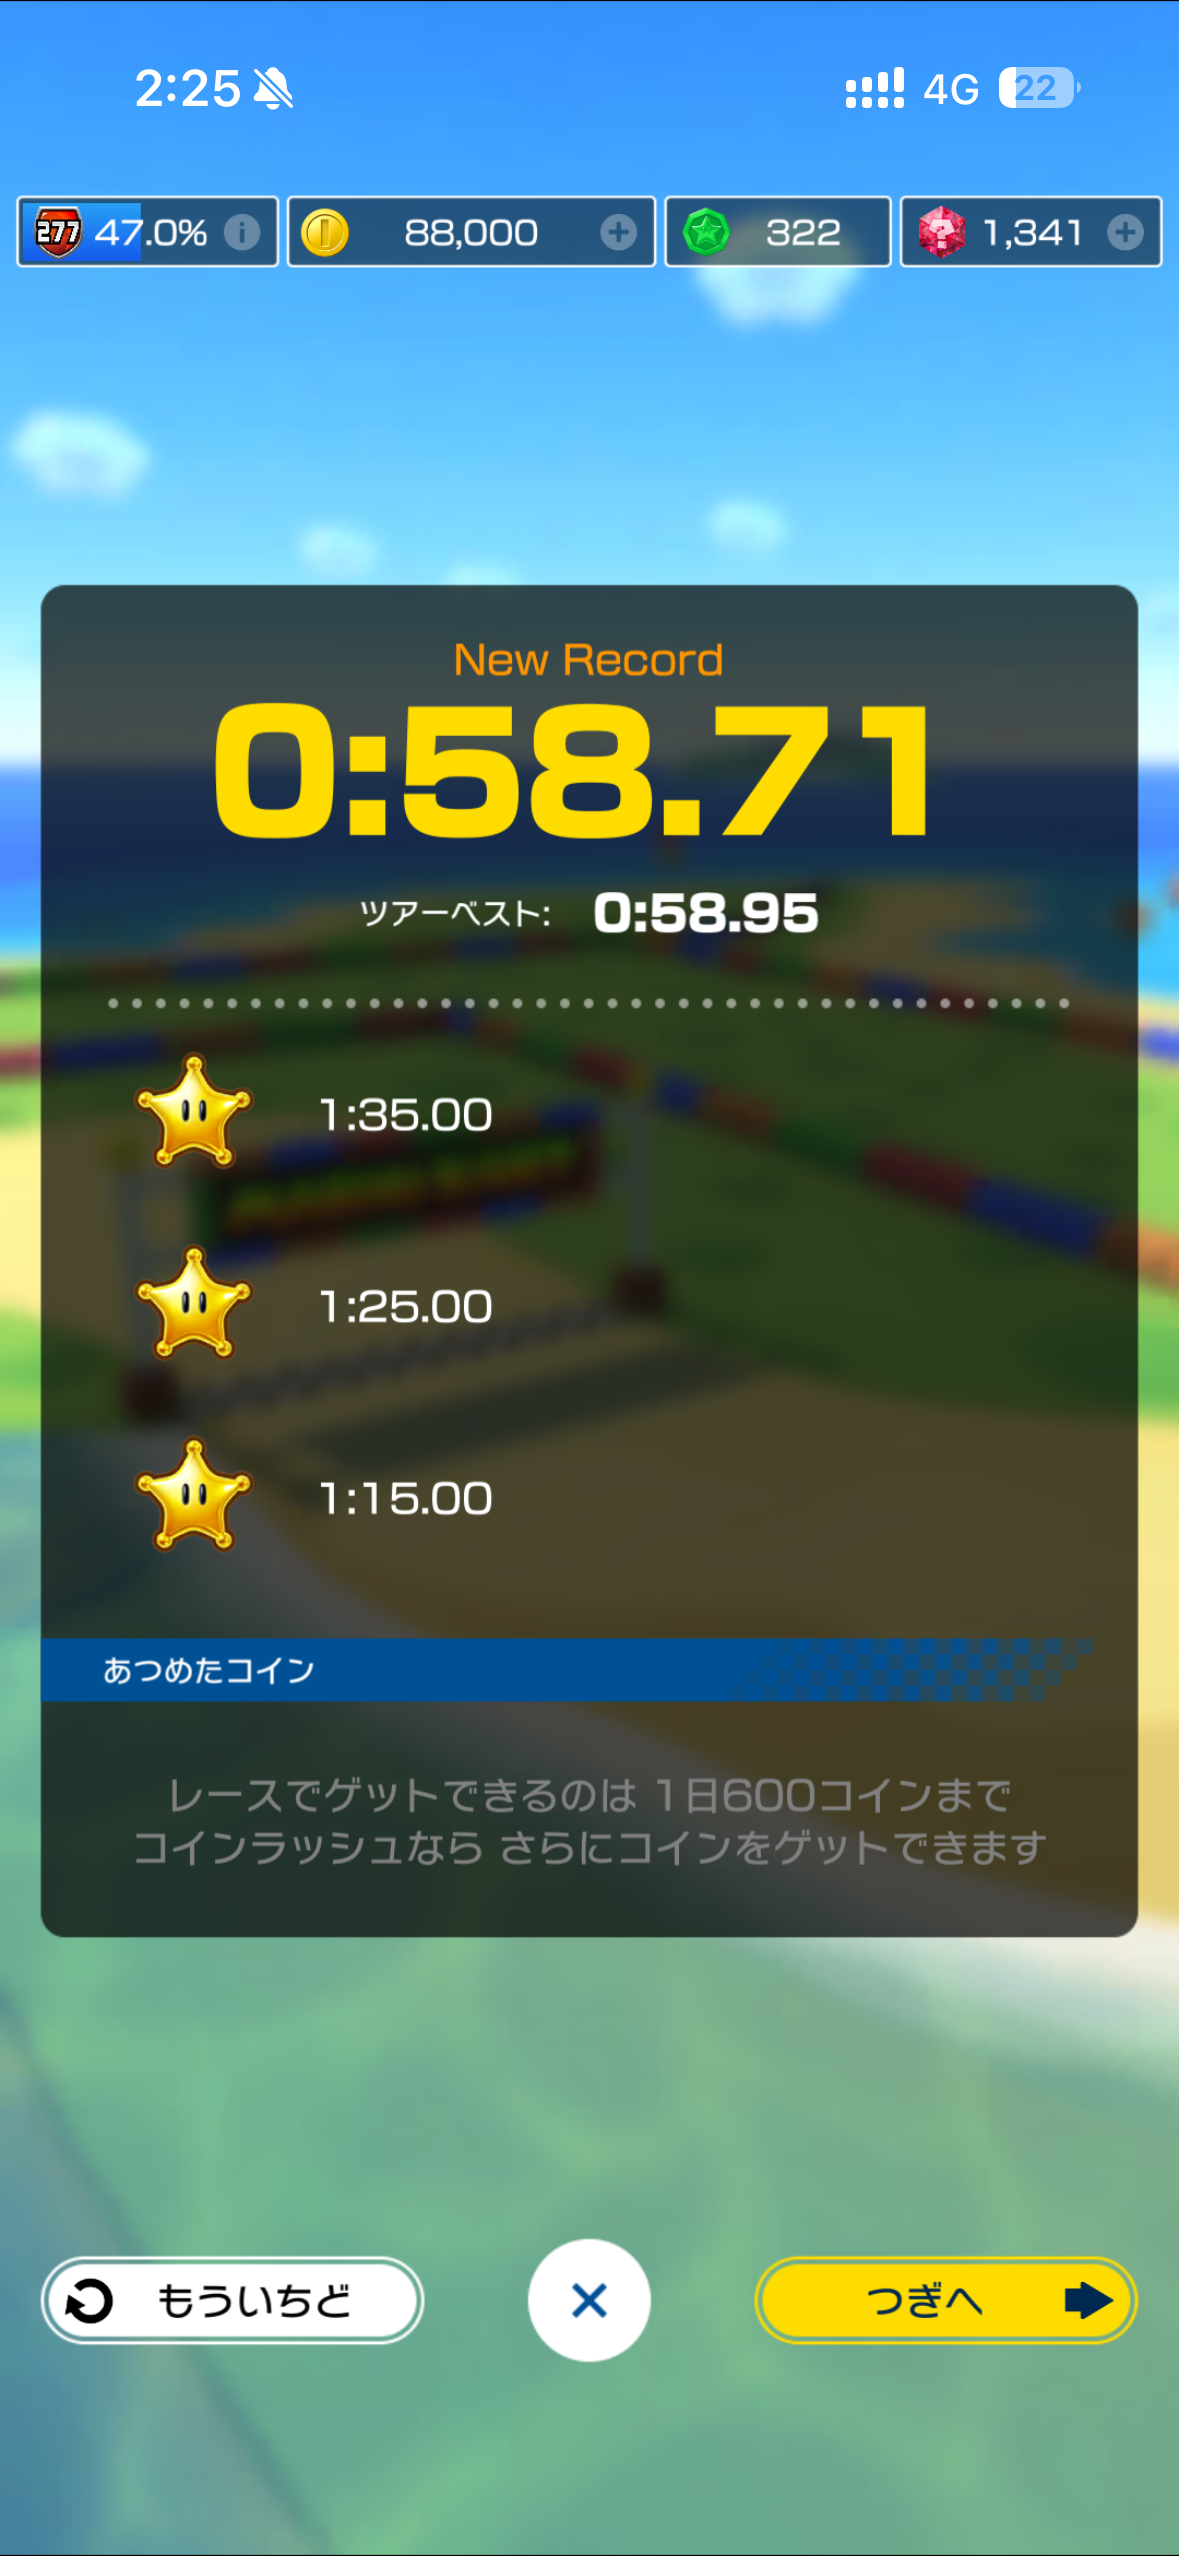 2:25 4G 22
277 47.0% 88,000 322 1,341
New Record
0:58.71
ツアーベスト: 0:58.95
1:35.00
1:25.00
1:15.00
あつめたコイン
レースでゲットできるのは 1日600コインまで
コインラッシュなら さらにコインをゲットできます
もういちど つぎへ